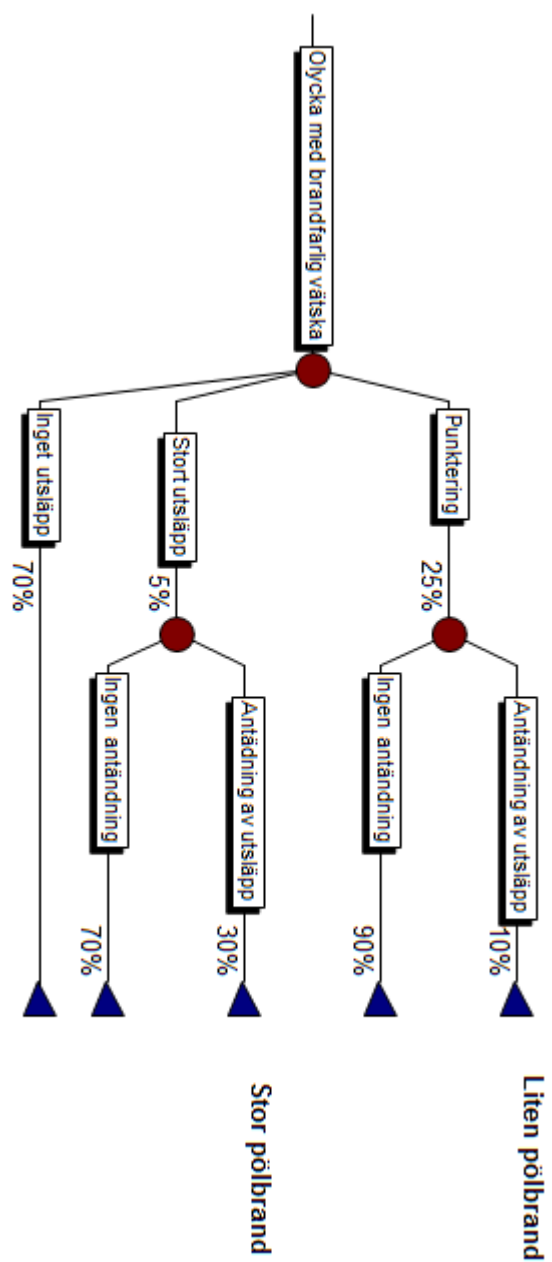 Olycka med brandfarlig vätska
Punktering
25%
Antändning av utsläpp
10%
Liten pölbrand
Ingen antändning
90%
Stort utsläpp
5%
Antädning av utsläpp
30%
Stor pölbrand
Ingen antändning
70%
Inget utsläpp
70%